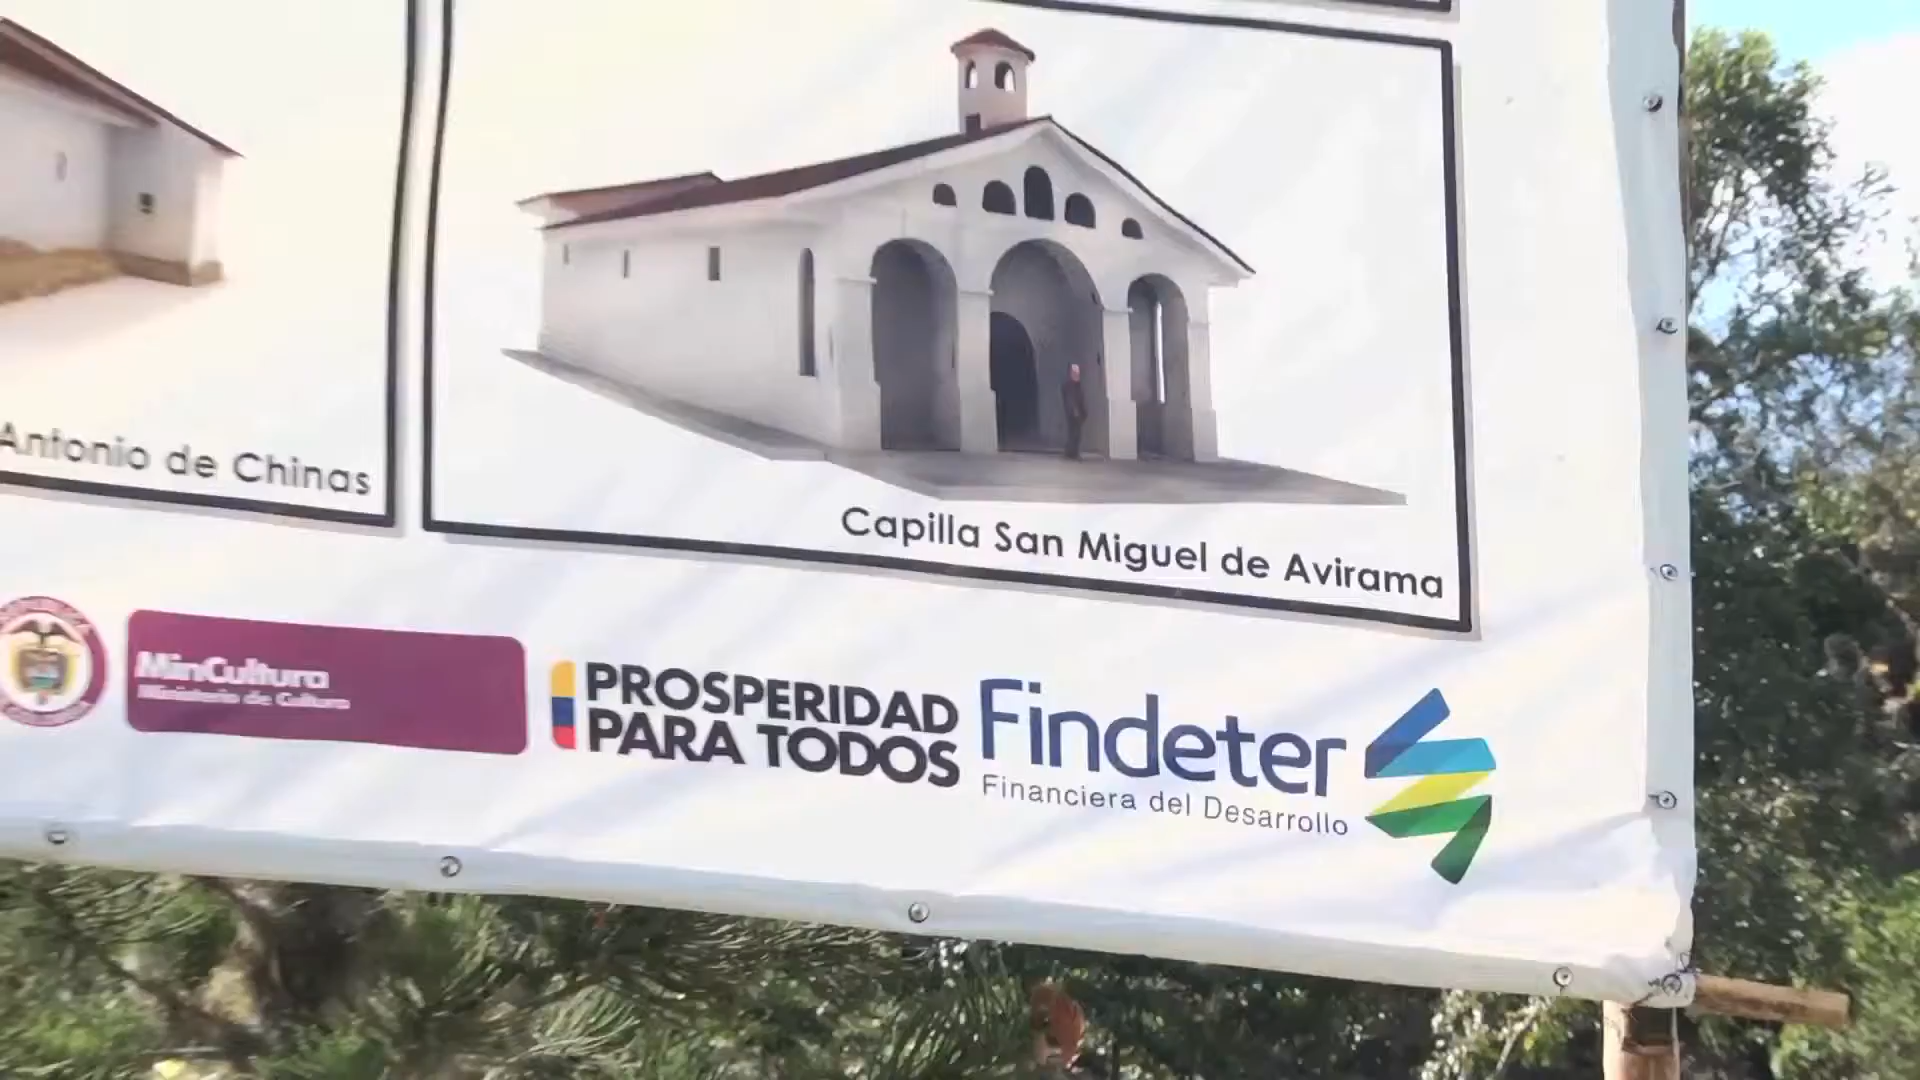 Antonio de Chinas
Capilla San Miguel de Avirama
MinCultura
Ministerio de Cultura
PROSPERIDAD
PARA TODOS
Findeter
Financiera del Desarrollo